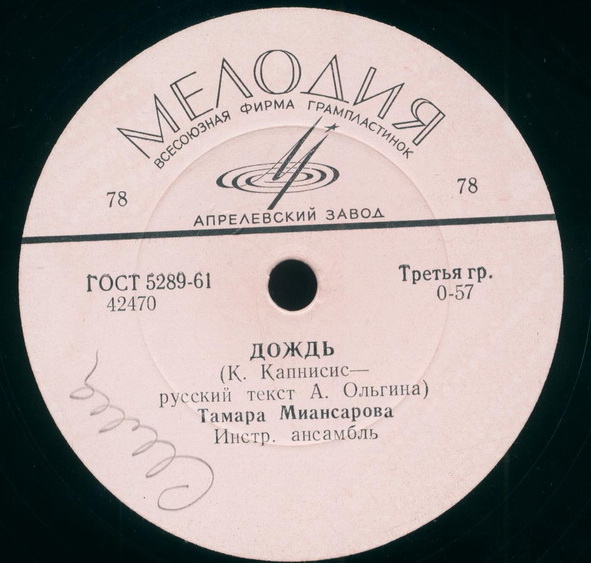 МЕЛОДИЯ
ВСЕСОЮЗНАЯ ФИРМА ГРАМПЛАСТИНОК
78
78
АПРЕЛЕВСКИЙ ЗАВОД
ГОСТ 5289-61
42470
Третья гр.
0-57
ДОЖДЬ
(К. Капнисис—
русский текст А. Ольгина)
Тамара Миансарова
Инстр. ансамбль